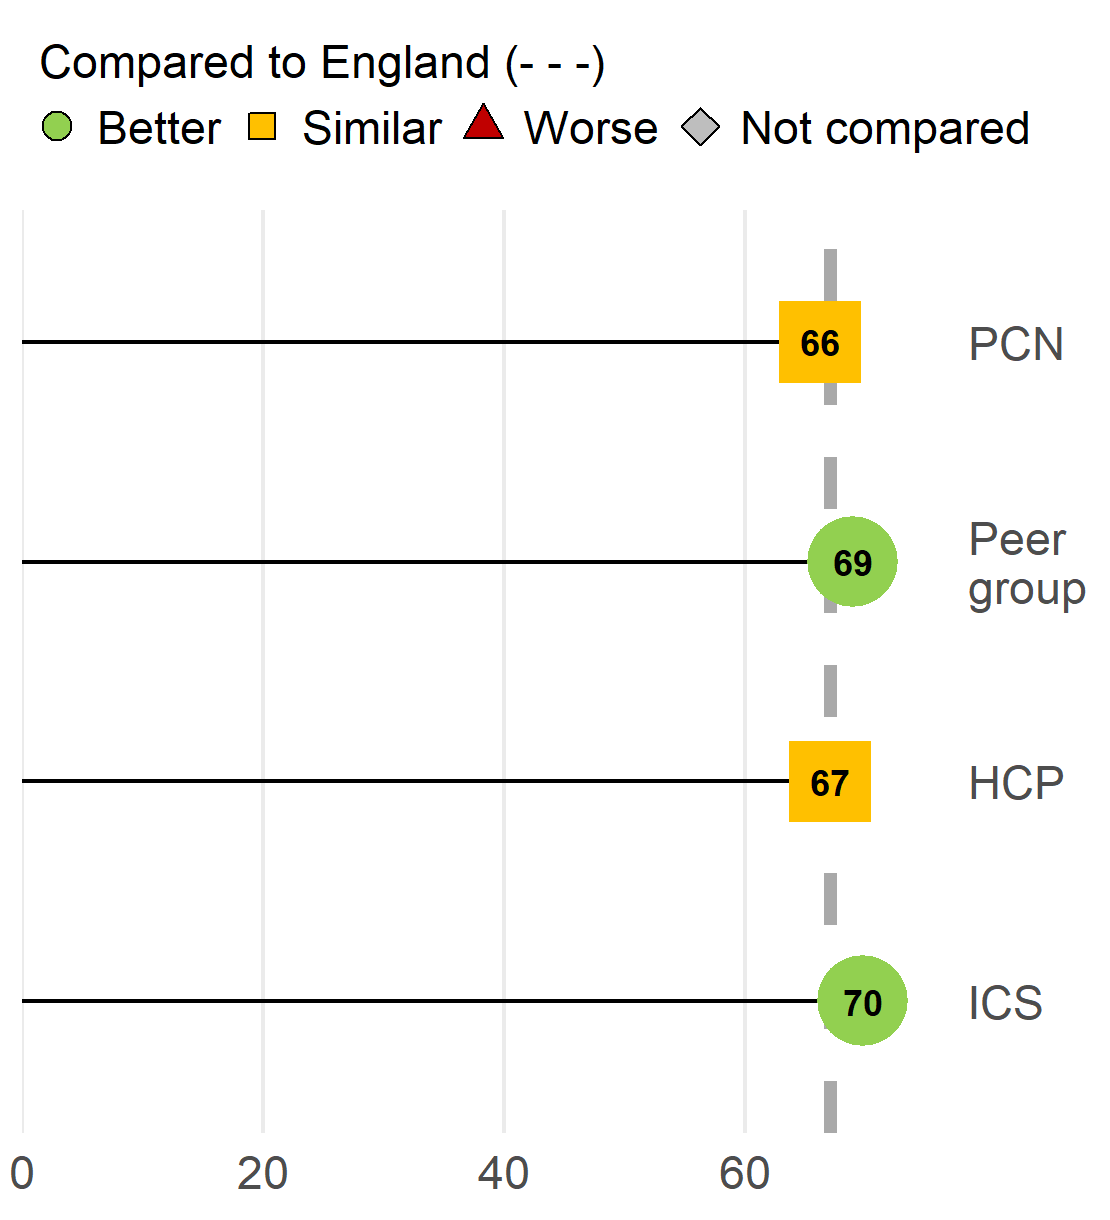 Compared to England (- - -)
Better Similar Worse Not compared
66 PCN
69 Peer
group
67 HCP
70 ICS
0 20 40 60